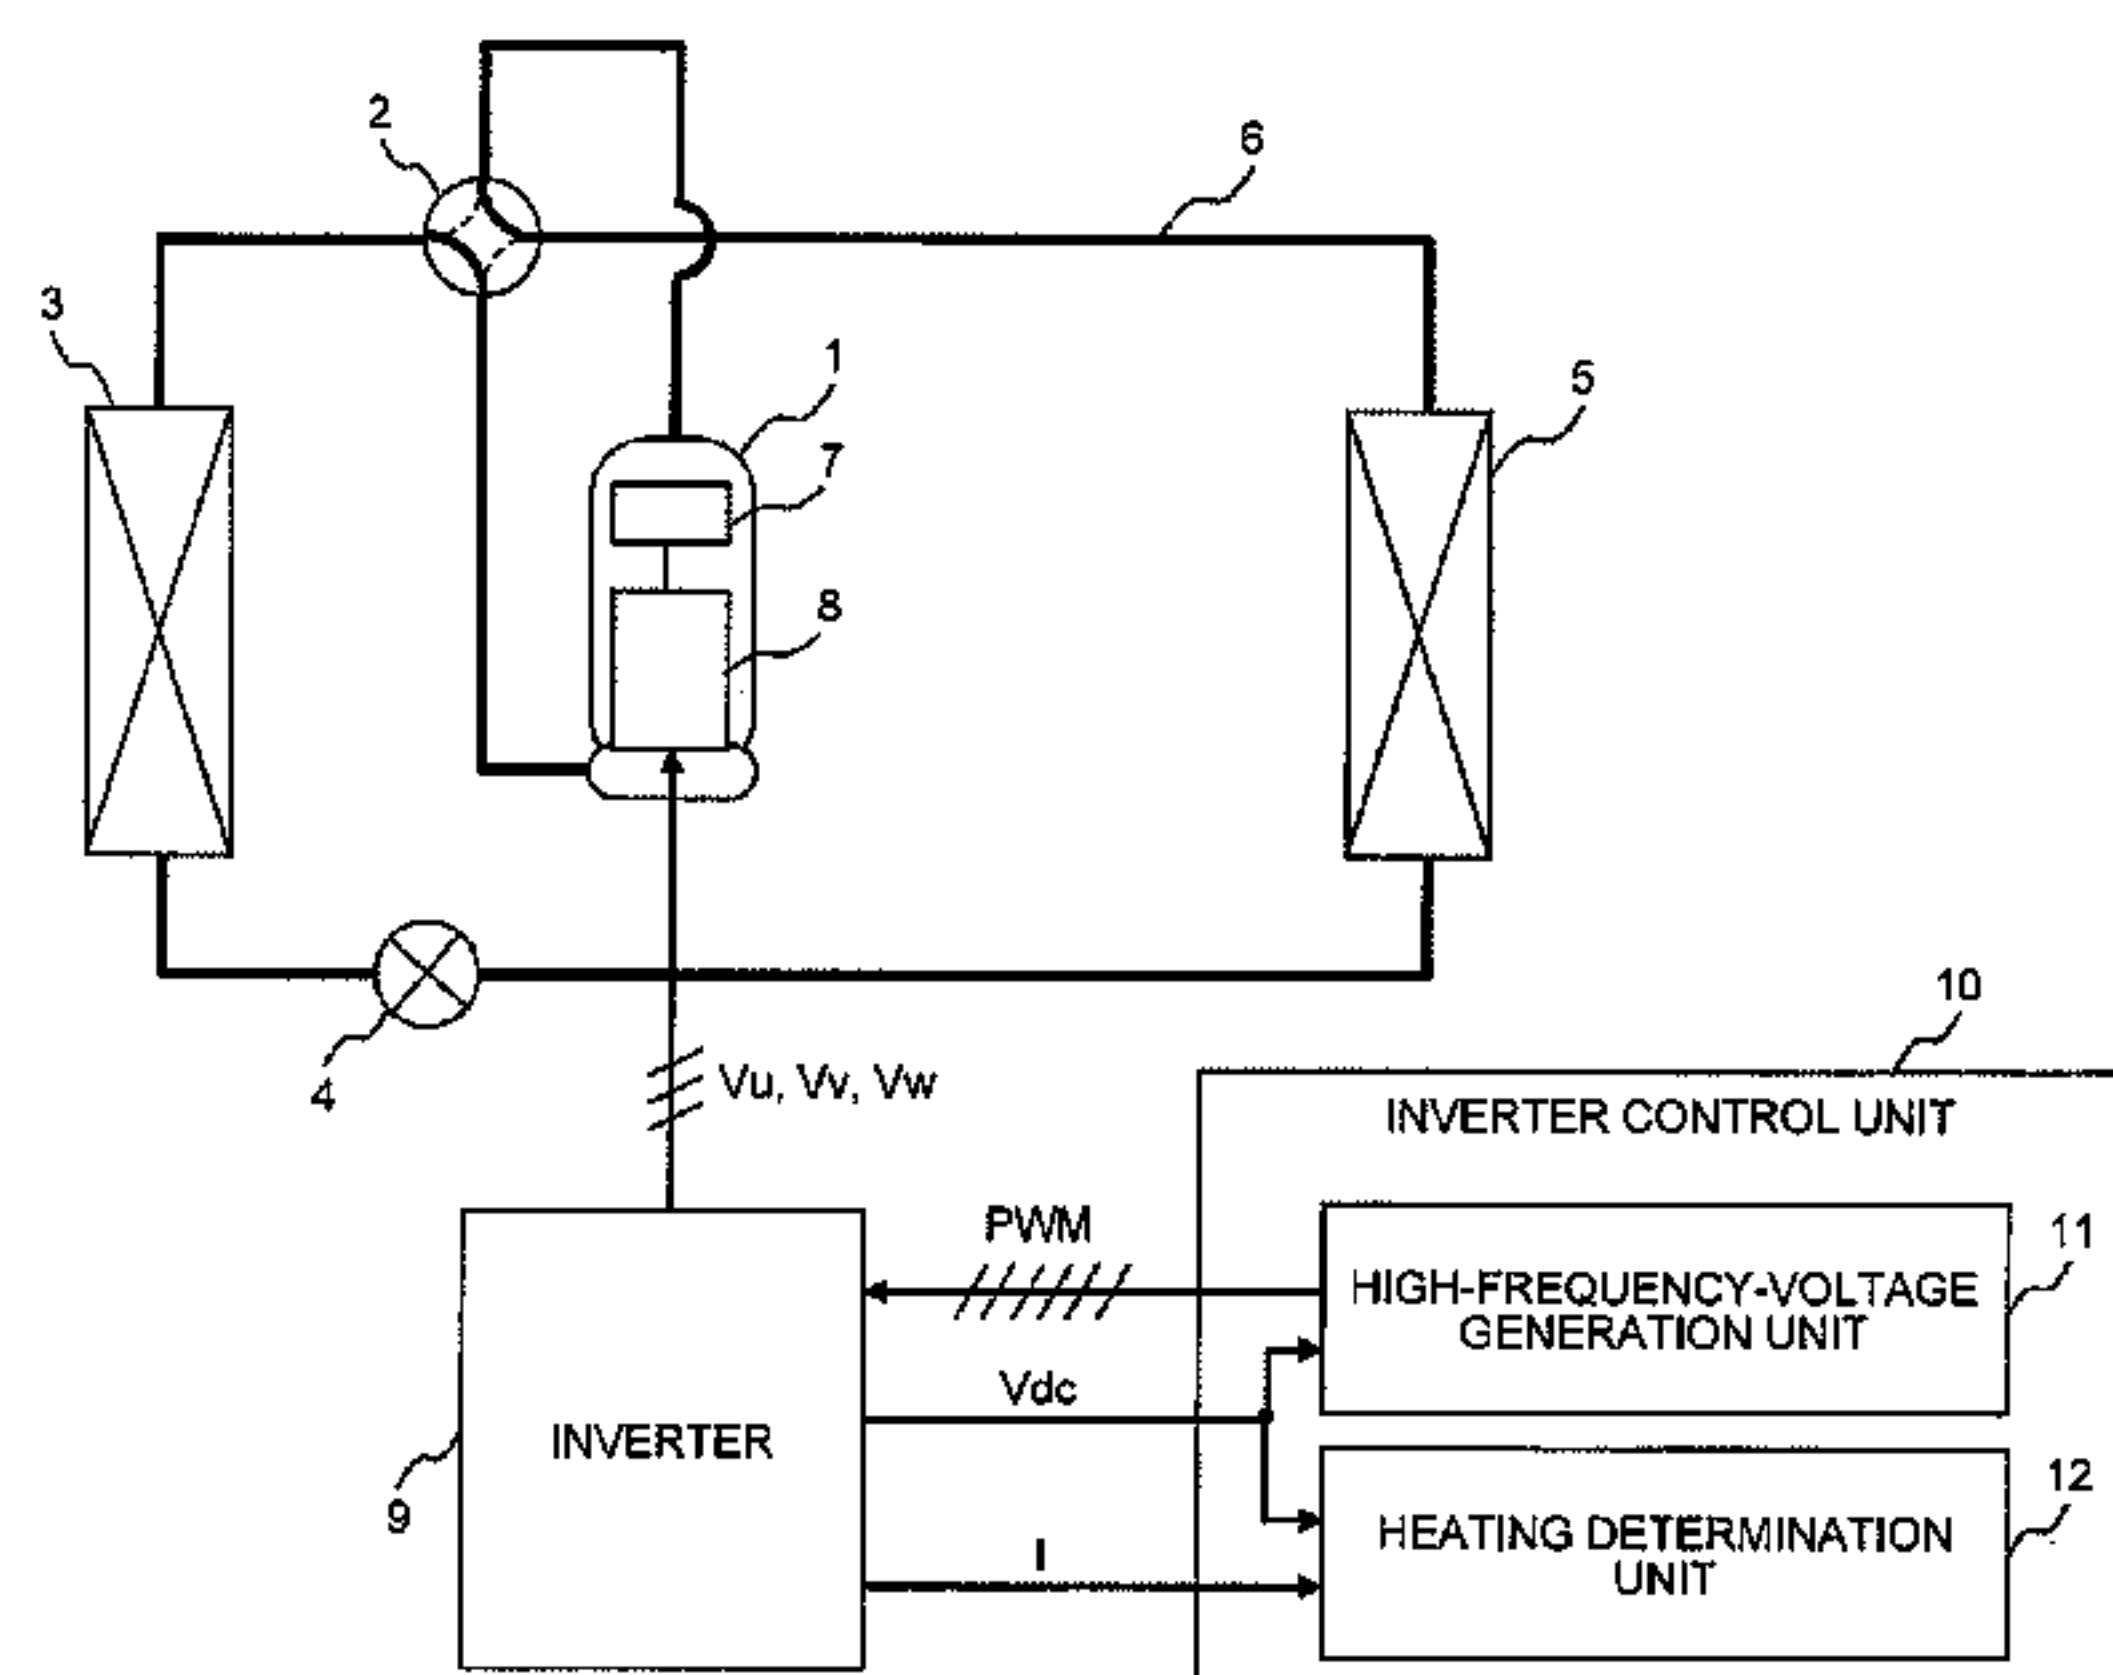 2
6
3
1
5
7
8
4
10
Vu, Vv, Vw
INVERTER CONTROL UNIT
PWM
11
HIGH-FREQUENCY-VOLTAGE
GENERATION UNIT
Vdc
INVERTER
9
12
HEATING DETERMINATION
UNIT
I